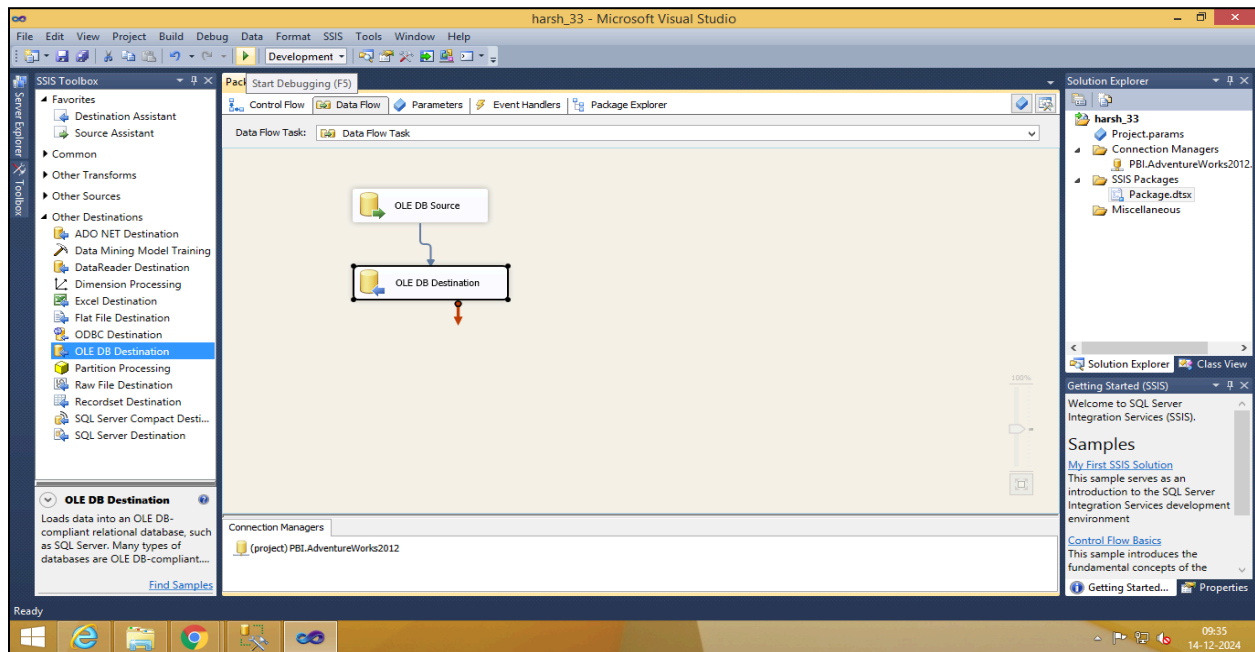 harsh_33 - Microsoft Visual Studio
File Edit View Project Build Debug Data Format SSIS Tools Window Help
Development
Server Explorer
Toolbox
SSIS Toolbox
Favorites
Destination Assistant
Source Assistant
Common
Other Transforms
Other Sources
Other Destinations
ADO NET Destination
Data Mining Model Training
DataReader Destination
Dimension Processing
Excel Destination
Flat File Destination
ODBC Destination
OLE DB Destination
Partition Processing
Raw File Destination
Recordset Destination
SQL Server Compact Desti...
SQL Server Destination
OLE DB Destination
Loads data into an OLE DB-
compliant relational database, such
as SQL Server. Many types of
databases are OLE DB-compliant....
Find Samples
Pack
Start Debugging (F5)
Control Flow Data Flow Parameters Event Handlers Package Explorer
Data Flow Task: Data Flow Task
OLE DB Source
OLE DB Destination
100%
Connection Managers
(project) PBI.AdventureWorks2012
Solution Explorer
harsh_33
Project.params
Connection Managers
PBI.AdventureWorks2012.
SSIS Packages
Package.dtsx
Miscellaneous
Solution Explorer Class View
Getting Started (SSIS)
Welcome to SQL Server
Integration Services (SSIS).
Samples
My First SSIS Solution
This sample serves as an
introduction to the SQL Server
Integration Services development
environment
Control Flow Basics
This sample introduces the
fundamental concepts of the
Getting Started... Properties
Ready
09:35
14-12-2024